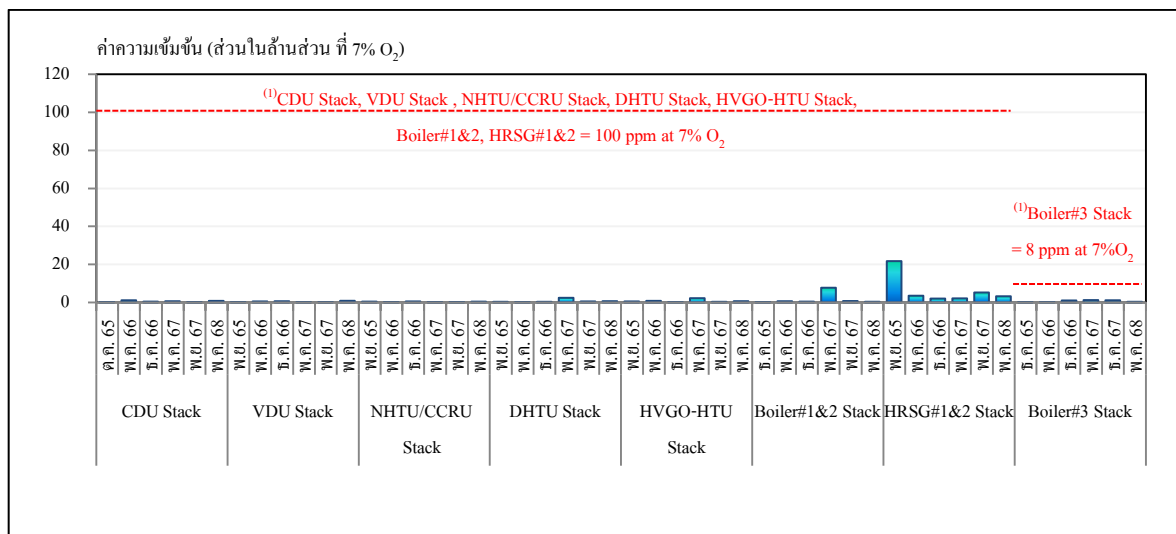 ค่าความเข้มข้น (ส่วนในล้านส่วน ที่ 7% O2)
120
100
80
60
40
20
0
(1)CDU Stack, VDU Stack , NHTU/CCRU Stack, DHTU Stack, HVGO-HTU Stack,
Boiler#1&2, HRSG#1&2 = 100 ppm at 7% O2
(1)Boiler#3 Stack
= 8 ppm at 7%O2
ต.ค. 65 พ.ค. 66 ธ.ค. 66 พ.ค. 67 พ.ย. 67 พ.ค. 68 พ.ย. 65 พ.ค. 66 ธ.ค. 66 พ.ค. 67 พ.ย. 67 พ.ค. 68 พ.ย. 65 พ.ค. 66 ธ.ค. 66 พ.ค. 67 พ.ย. 67 พ.ค. 68 พ.ย. 65 พ.ค. 66 ธ.ค. 66 พ.ค. 67 พ.ย. 67 พ.ค. 68 พ.ย. 65 พ.ค. 66 ธ.ค. 66 พ.ค. 67 พ.ย. 67 พ.ค. 68 ธ.ค. 65 พ.ค. 66 ธ.ค. 66 พ.ค. 67 พ.ย. 67 พ.ค. 68 พ.ย. 65 พ.ค. 66 ธ.ค. 66 พ.ค. 67 พ.ย. 67 พ.ค. 68 ธ.ค. 65 พ.ค. 66 ธ.ค. 66 พ.ค. 67 ธ.ค. 67 พ.ค. 68
CDU Stack VDU Stack NHTU/CCRU DHTU Stack HVGO-HTU Boiler#1&2 Stack HRSG#1&2 Stack Boiler#3 Stack
Stack Stack